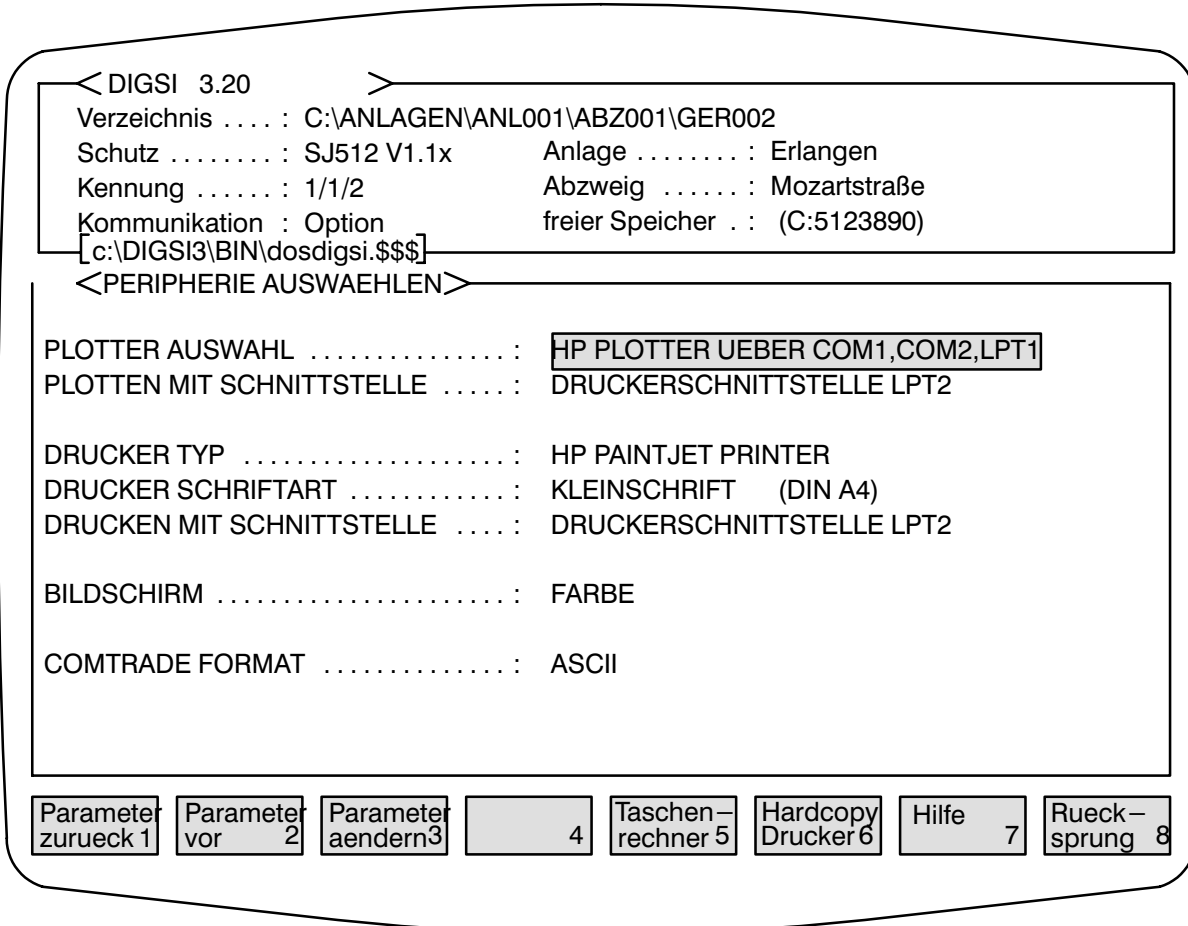 DIGSI 3.20
Verzeichnis . . . . : C:\ANLAGEN\ANL001\ABZ001\GER002
Schutz . . . . . . . . : SJ512 V1.1x Anlage . . . . . . . . : Erlangen
Kennung . . . . . . : 1/1/2 Abzweig . . . . . . : Mozartstraße
Kommunikation : Option freier Speicher . : (C:5123890)
[c:\DIGSI3\BIN\dosdigsi.$$$]
<PERIPHERIE AUSWAEHLEN>
PLOTTER AUSWAHL . . . . . . . . . . . . . . . : HP PLOTTER UEBER COM1,COM2,LPT1
PLOTTEN MIT SCHNITTSTELLE . . . . . : DRUCKERSCHNITTSTELLE LPT2
DRUCKER TYP . . . . . . . . . . . . . . . . . . . . : HP PAINTJET PRINTER
DRUCKER SCHRIFTART . . . . . . . . . . . . : KLEINSCHRIFT (DIN A4)
DRUCKEN MIT SCHNITTSTELLE . . . . : DRUCKERSCHNITTSTELLE LPT2
BILDSCHIRM . . . . . . . . . . . . . . . . . . . . . . : FARBE
COMTRADE FORMAT . . . . . . . . . . . . . . : ASCII
Parameter
zurueck 1
Parameter
vor 2
Parameter
aendern3
4
Taschen–
rechner 5
Hardcopy
Drucker 6
Hilfe
7
Rueck–
sprung 8